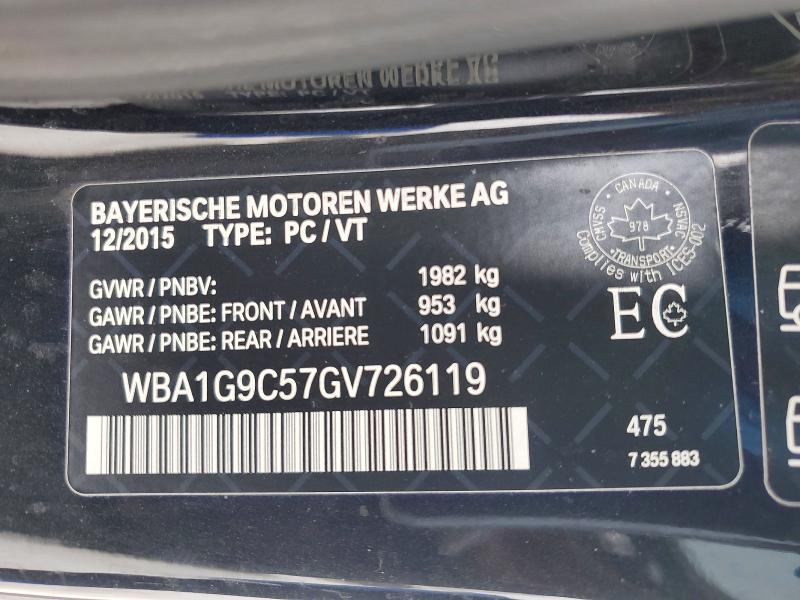 MOTOREN WERKE
BAYERISCHE MOTOREN WERKE AG
12/2015 TYPE: PC / VT
GVWR / PNBV: 1982 kg
GAWR / PNBE: FRONT / AVANT 953 kg
GAWR / PNBE: REAR / ARRIERE 1091 kg
CANADA
CMVSS 978 NSVAC
TRANSPORT
Complies with ICES-002
EC
WBA1G9C57GV726119
475
7 355 883